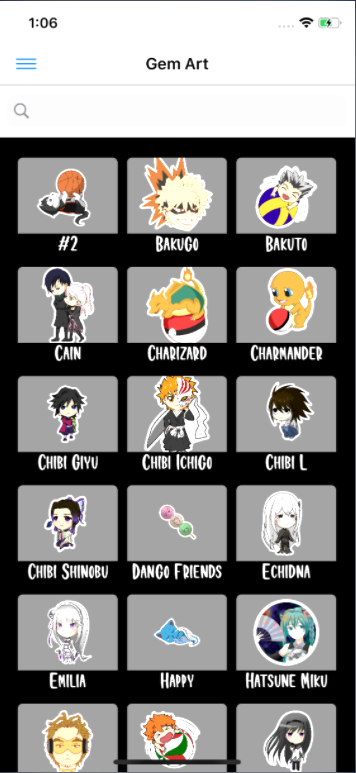 1:06
Gem Art
#2
BakuGo
Bakuto
Cain
Charizard
Charmander
Chibi Giyu
Chibi Ichigo
Chibi L
Chibi Shinobu
Dango Friends
Echidna
Emilia
Happy
Hatsune Miku